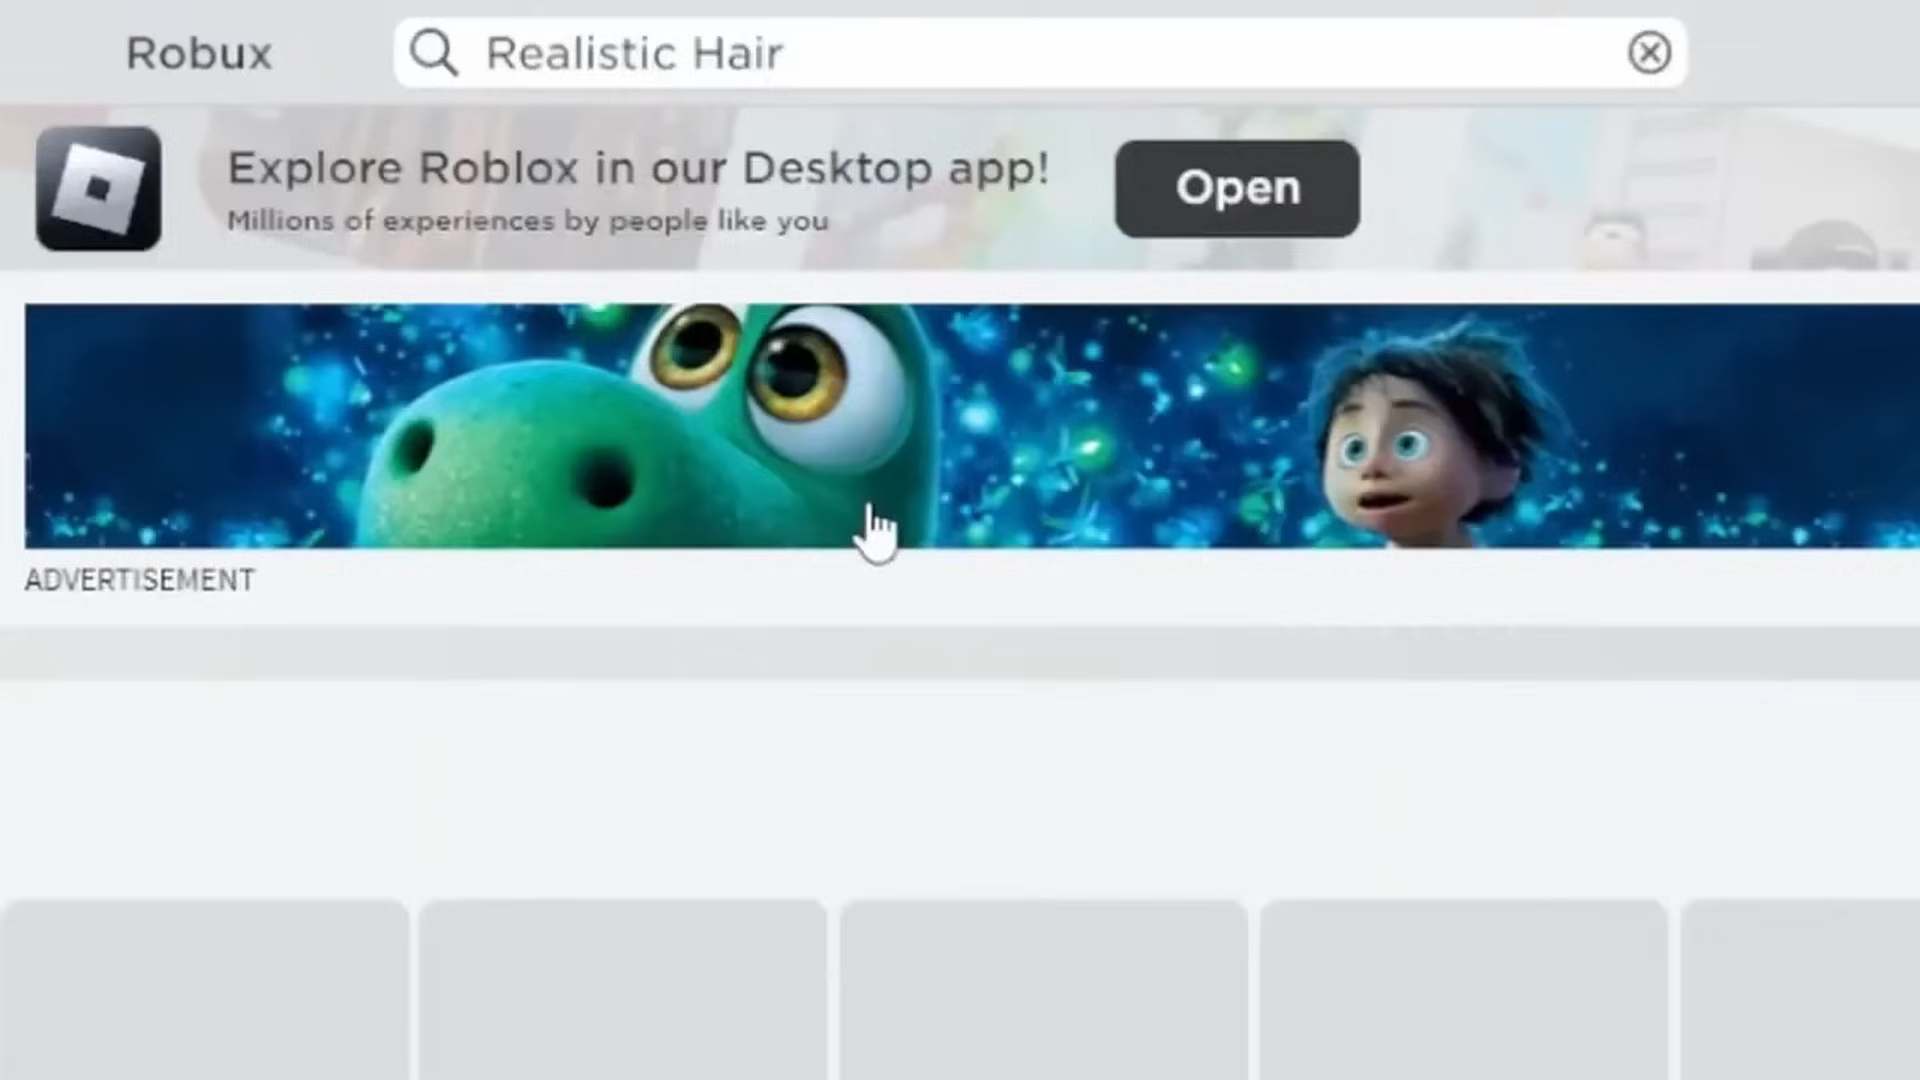 Robux
Realistic Hair
Explore Roblox in our Desktop app!
Millions of experiences by people like you
Open
ADVERTISEMENT